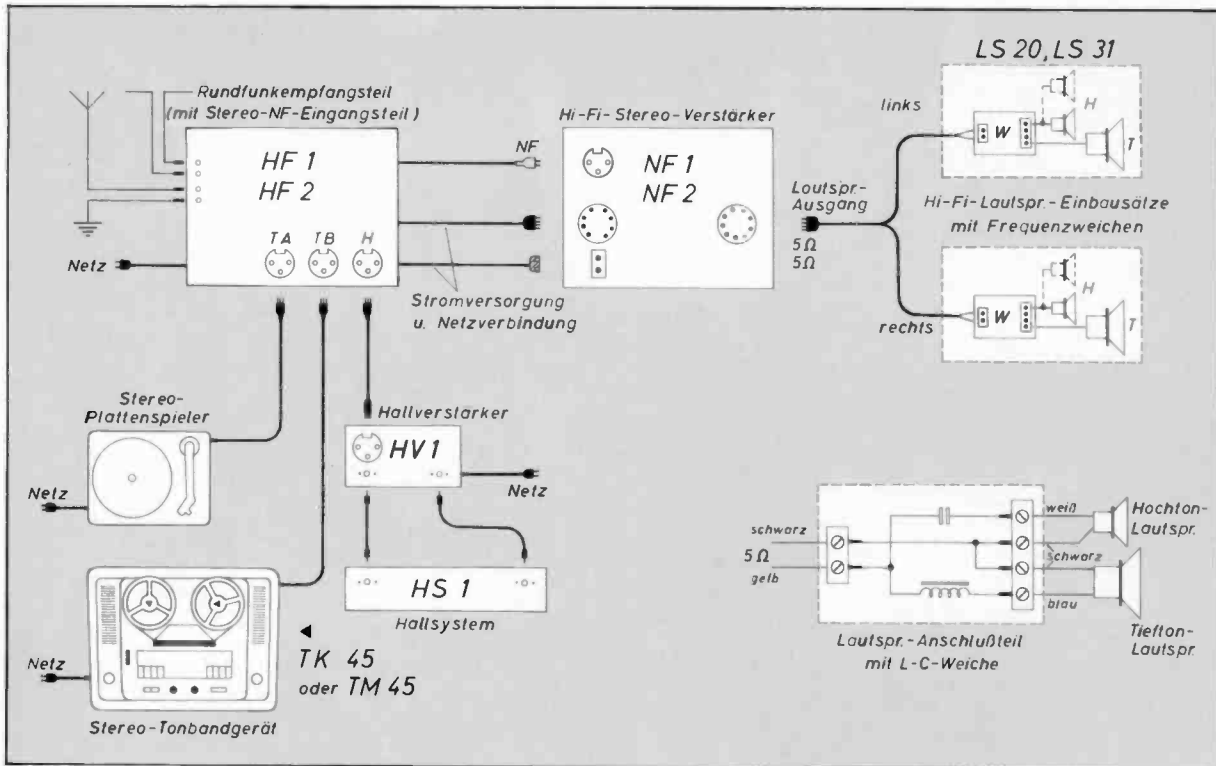 LS 20, LS 31
Rundfunkempfangsteil
(mit Stereo-NF-Eingangsteil)
HF 1
HF 2
TA TB H
Netz
NF
Stromversorgung
u. Netzverbindung
Hi-Fi-Stereo-Verstärker
NF 1
NF 2
Loutspr.-
Ausgang
5Ω
5Ω
links
rechts
W
H
T
Hi-Fi-Lautspr.-Einbausätze
mit Frequenzweichen
W
H
T
Stereo-
Plattenspieler
Netz
Hallverstärker
HV 1
Netz
HS 1
Hallsystem
Netz
TK 45
oder TM 45
Stereo-Tonbandgerät
schwarz
5Ω
gelb
weiß
schwarz
blau
Hochton-
Lautspr.
Tiefton-
Lautspr.
Lautspr.-Anschlußteil
mit L-C-Weiche